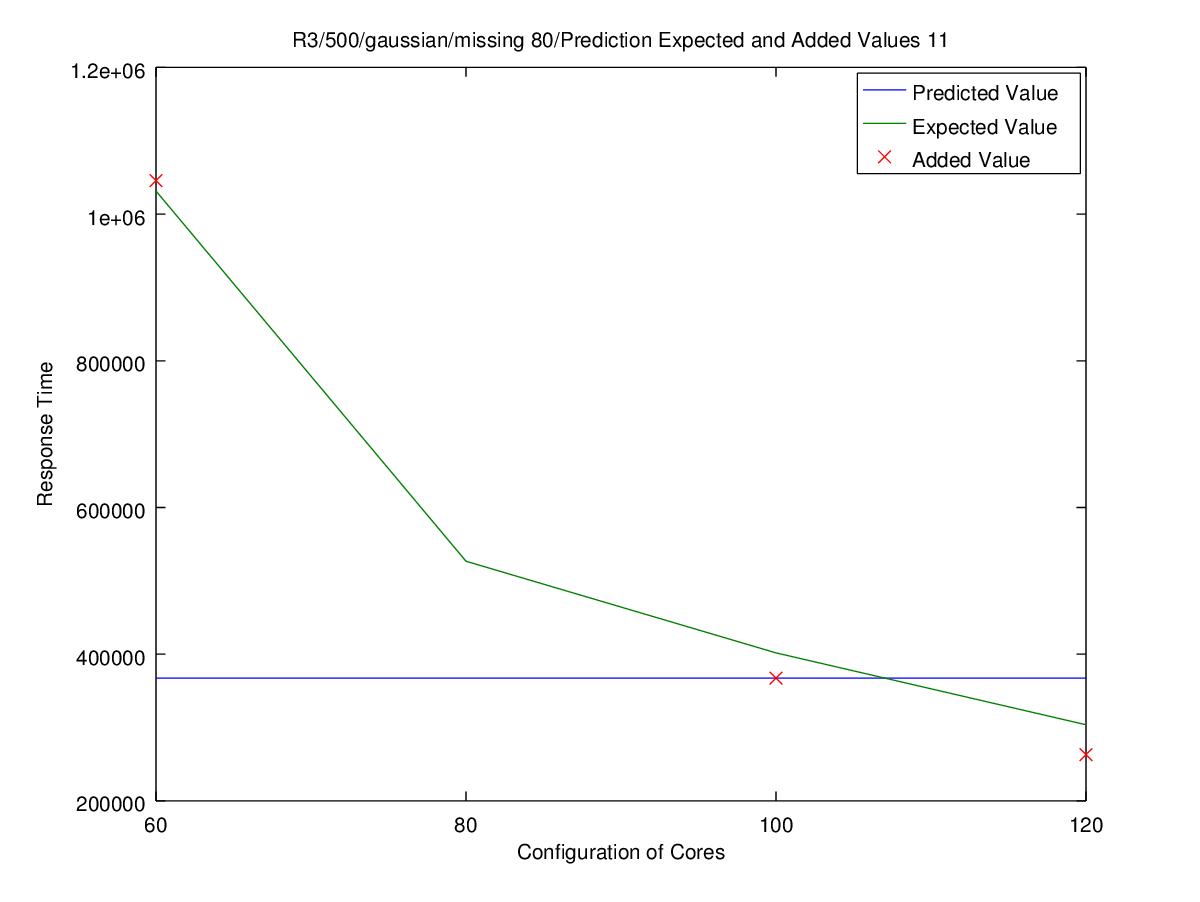 R3/500/gaussian/missing 80/Prediction Expected and Added Values 11
1.2e+06
1e+06
800000
600000
400000
200000
Response Time
Predicted Value
Expected Value
Added Value
60
80
100
120
Configuration of Cores